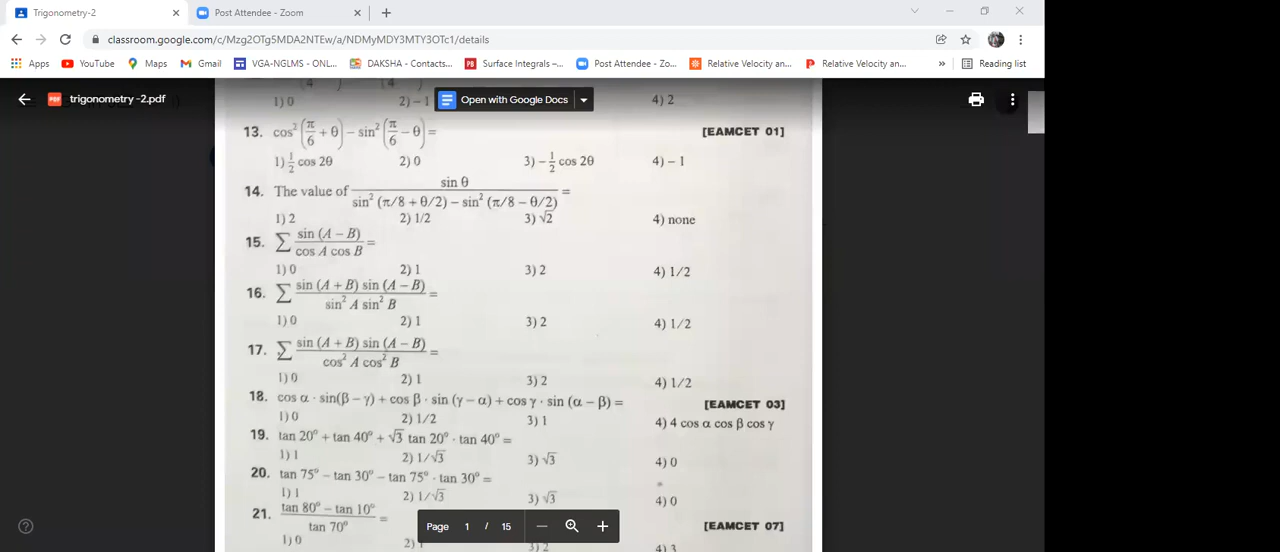 Trigonometry-2
Post Attendee - Zoom
classroom.google.com/c/Mzg2OTg5MDA2NTEw/a/NDMyMDY3MTY3OTc1/details
Apps YouTube Maps Gmail VGA-NGLMS - ONL... DAKSHA - Contacts... Surface Integrals –... Post Attendee - Zo... Relative Velocity an... Relative Velocity an... » Reading list
trigonometry -2.pdf
Open with Google Docs
1) 0 2) – 1 4) 2
13. cos² (π/6 + θ) – sin² (π/6 – θ) = [EAMCET 01]
1) 1/2 cos 2θ 2) 0 3) – 1/2 cos 2θ 4) – 1
14. The value of sin θ / sin² (π/8 + θ/2) – sin² (π/8 – θ/2) =
1) 2 2) 1/2 3) √2 4) none
15. ∑ sin (A – B) / cos A cos B =
1) 0 2) 1 3) 2 4) 1/2
16. ∑ sin (A + B) sin (A – B) / sin² A sin² B =
1) 0 2) 1 3) 2 4) 1/2
17. ∑ sin (A + B) sin (A – B) / cos² A cos² B =
1) 0 2) 1 3) 2 4) 1/2
18. cos α · sin(β – γ) + cos β · sin (γ – α) + cos γ · sin (α – β) = [EAMCET 03]
1) 0 2) 1/2 3) 1 4) 4 cos α cos β cos γ
19. tan 20° + tan 40° + √3 tan 20° · tan 40° =
1) 1 2) 1/√3 3) √3 4) 0
20. tan 75° – tan 30° – tan 75° · tan 30° =
1) 1 2) 1/√3 3) √3 4) 0
21. tan 80° – tan 10° / tan 70° = [EAMCET 07]
1) 0 2) 1 3) 2 4) 3
Page 1 / 15